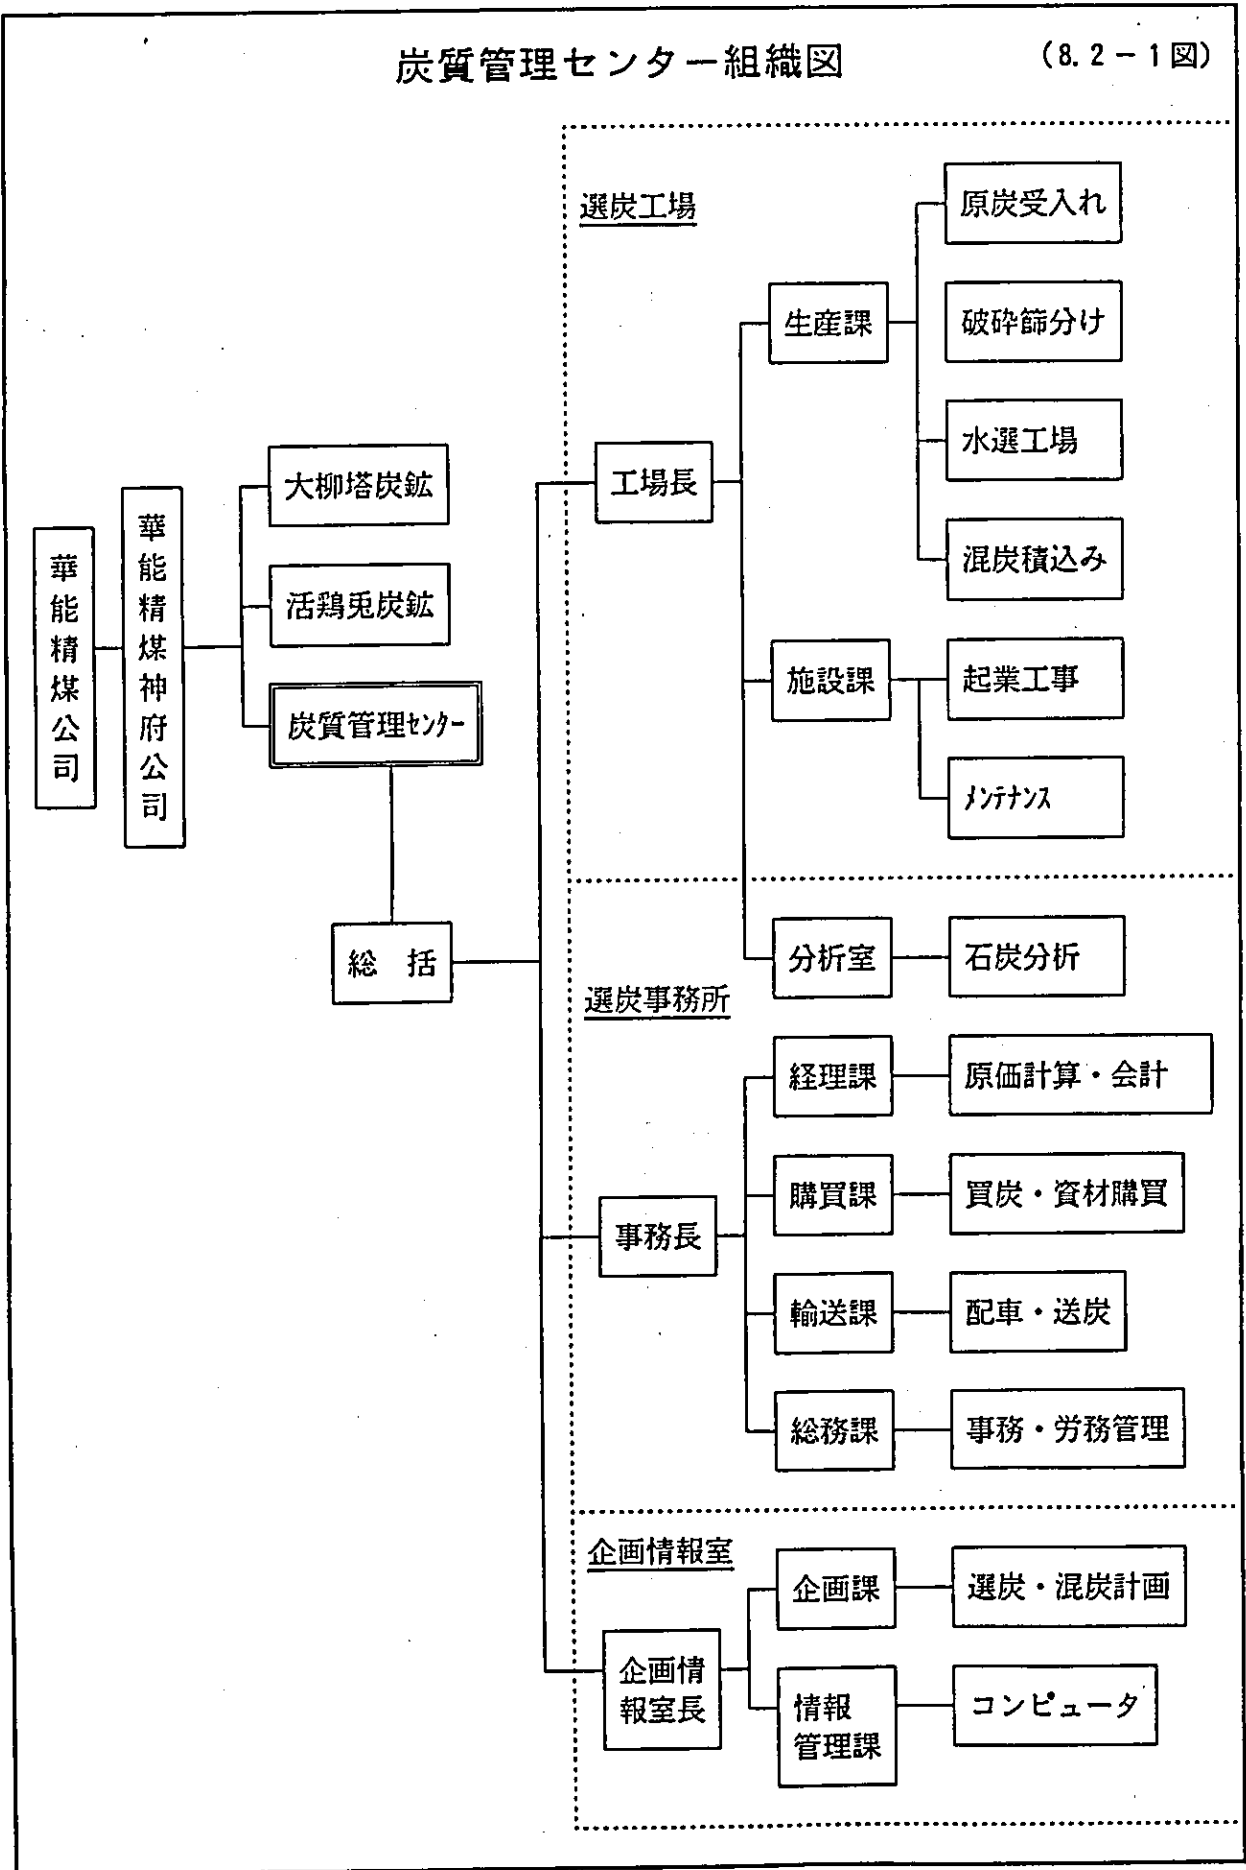 炭質管理センター組織図
(8.2－1図)
選炭工場
原炭受入れ
生産課
破砕篩分け
水選工場
混炭積込み
工場長
施設課
起業工事
メンテナンス
華能精煤公司
華能精煤神府公司
大柳塔炭鉱
活鶏兎炭鉱
炭質管理センター
総 括
分析室
石炭分析
選炭事務所
経理課
原価計算・会計
購買課
買炭・資材購買
事務長
輸送課
配車・送炭
総務課
事務・労務管理
企画情報室
企画課
選炭・混炭計画
企画情
報室長
情報
管理課
コンピュータ